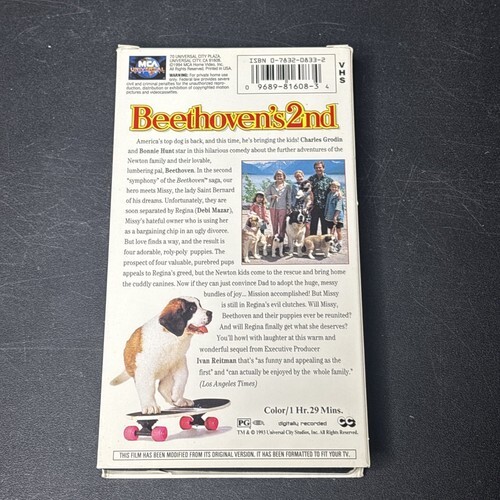 MCA
UNIVERSAL
70 UNIVERSAL CITY PLAZA,
UNIVERSAL CITY, CA 91608.
©1994 MCA Home Video, Inc.
All Rights Reserved. Printed in USA.
WARNING: For private home use
only. Federal law provides severe
civil and criminal penalties for the unauthorized repro-
duction, distribution or exhibition of copyrighted motion
pictures and videocassettes.
ISBN 0-7832-0833-2
0 9689-81608-3 4
VHS
Beethoven's 2nd
America's top dog is back, and this time, he's bringing the kids! Charles Grodin
and Bonnie Hunt star in this hilarious comedy about the further adventures of the
Newton family and their lovable,
lumbering pal, Beethoven. In the second
"symphony" of the Beethoven™ saga, our
hero meets Missy, the lady Saint Bernard
of his dreams. Unfortunately, they are
soon separated by Regina (Debi Mazar),
Missy's hateful owner who is using her
as a bargaining chip in an ugly divorce.
But love finds a way, and the result is
four adorable, roly-poly puppies. The
prospect of four valuable, purebred pups
appeals to Regina's greed, but the Newton kids come to the rescue and bring home
the cuddly canines. Now if they can just convince Dad to adopt the huge, messy
bundles of joy... Mission accomplished! But Missy
is still in Regina's evil clutches. Will Missy,
Beethoven and their puppies ever be reunited?
And will Regina finally get what she deserves?
You'll howl with laughter at this warm and
wonderful sequel from Executive Producer
Ivan Reitman that's "as funny and appealing as the
first" and "can actually be enjoyed by the whole family."
(Los Angeles Times)
Color/1 Hr. 29 Mins.
PG
digitally recorded
TM & © 1993 Universal City Studios, Inc. All Rights Reserved.
THIS FILM HAS BEEN MODIFIED FROM ITS ORIGINAL VERSION. IT HAS BEEN FORMATTED TO FIT YOUR TV.